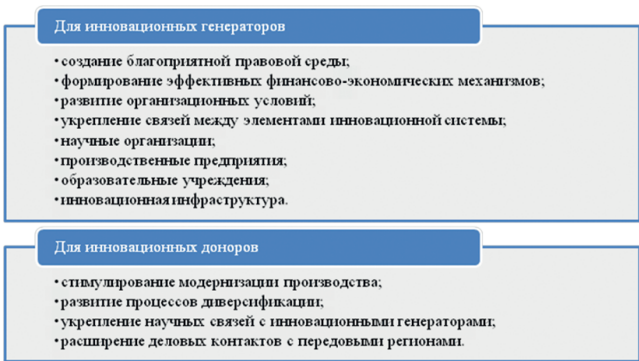 Для инновационных генераторов
•создание благоприятной правовой среды;
•формирование эффективных финансово-экономических механизмов;
•развитие организационных условий;
•укрепление связей между элементами инновационной системы;
•научные организации;
•производственные предприятия;
•образовательные учреждения;
•инновационная инфраструктура.
Для инновационных доноров
•стимулирование модернизации производства;
•развитие процессов диверсификации;
•укрепление научных связей с инновационными генераторами;
•расширение деловых контактов с передовыми регионами.